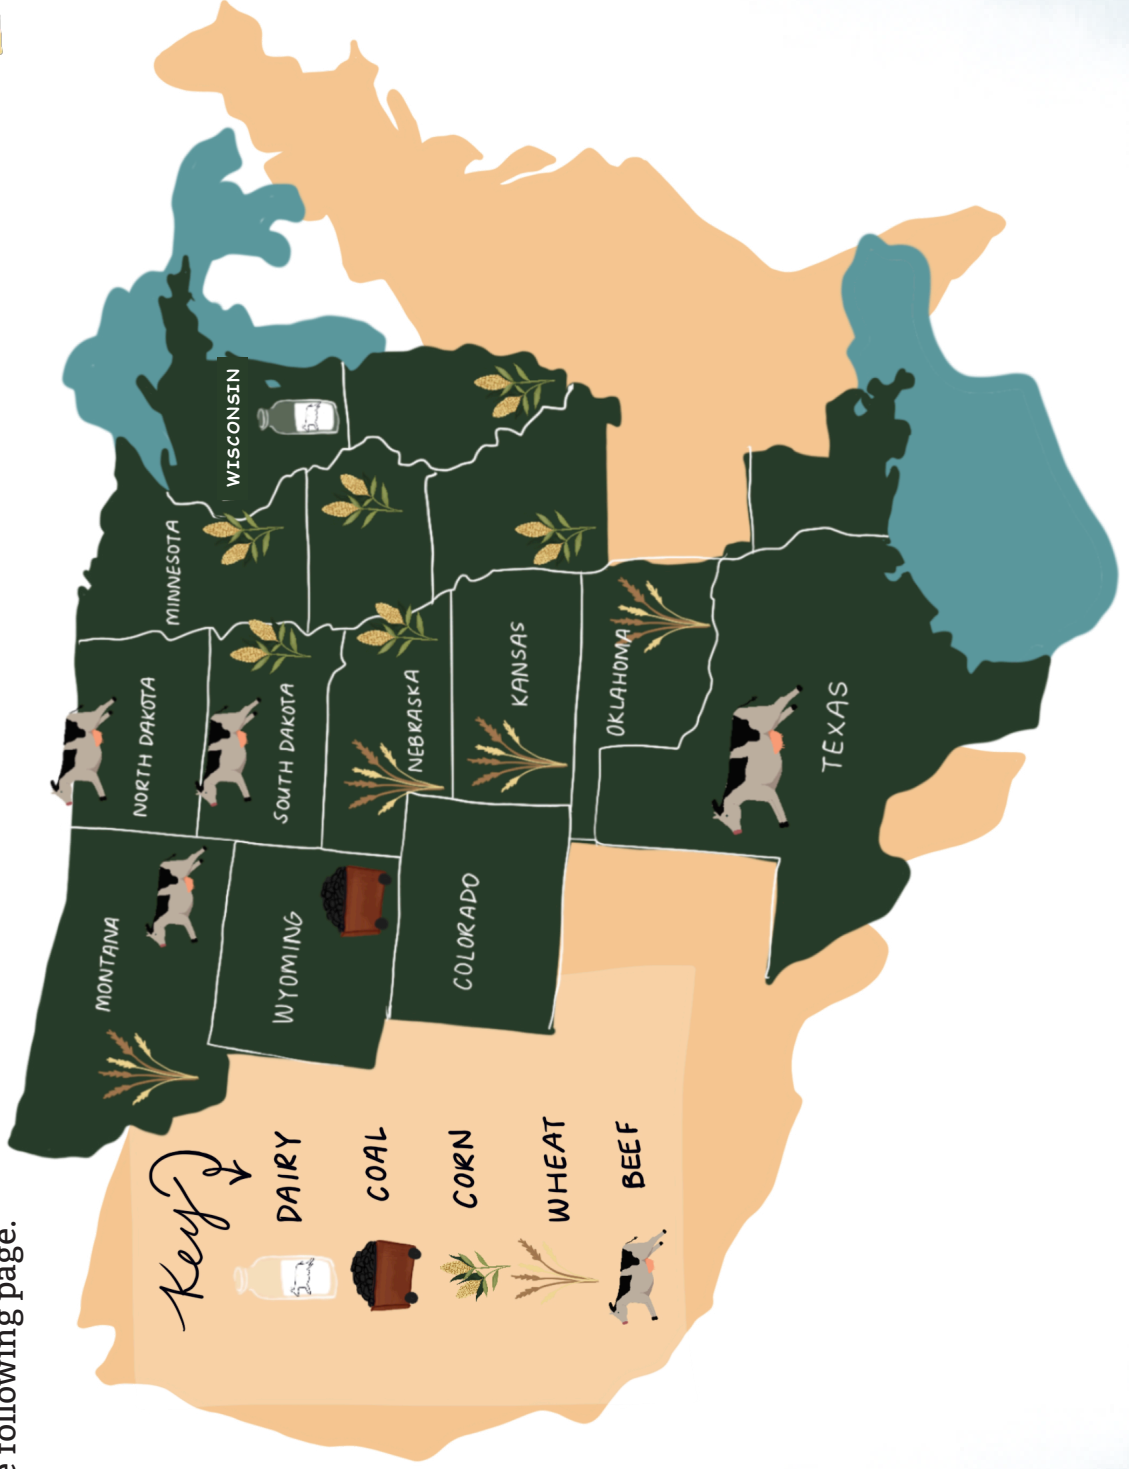 WISCONSIN
MINNESOTA
NORTH DAKOTA
SOUTH DAKOTA
MONTANA
WYOMING
NEBRASKA
KANSAS
COLORADO
OKLAHOMA
TEXAS
Key
DAIRY
COAL
CORN
WHEAT
BEEF
following page.